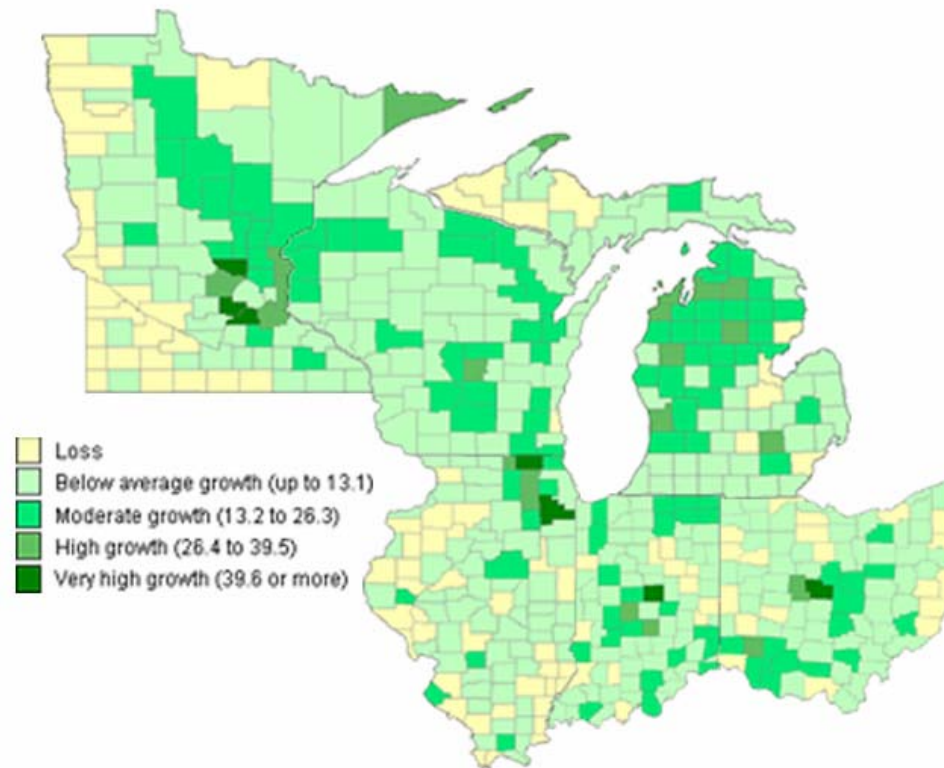 Loss
Below average growth (up to 13.1)
Moderate growth (13.2 to 26.3)
High growth (26.4 to 39.5)
Very high growth (39.6 or more)